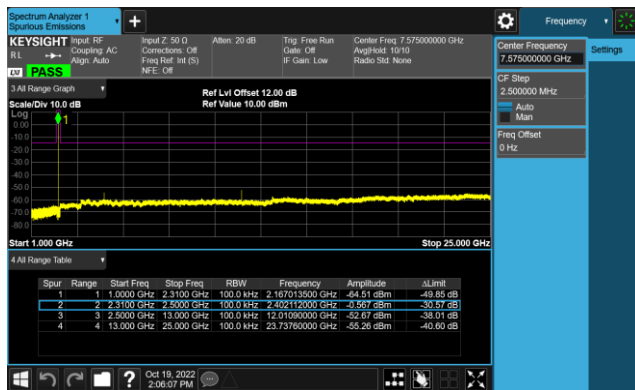 Spectrum Analyzer 1
Spurious Emissions
Frequency
KEYSIGHT
RL
Input: RF
Coupling: AC
Align: Auto
Input Z: 50 Ω
Corrections: Off
Freq Ref: Int (S)
NFE: Off
Atten: 20 dB
Trig: Free Run
Gate: Off
IF Gain: Low
Center Freq: 7.575000000 GHz
Avg|Hold: 10/10
Radio Std: None
LXI PASS
3 All Range Graph
Ref Lvl Offset 12.00 dB
Scale/Div 10.0 dB
Ref Value 10.00 dBm
Log
0.00
-10.0
-20.0
-30.0
-40.0
-50.0
-60.0
-70.0
-80.0
1
Start 1.000 GHz
Stop 25.000 GHz
4 All Range Table
Spur Range Start Freq Stop Freq RBW Frequency Amplitude ΔLimit
1 1 1.0000 GHz 2.3100 GHz 100.0 kHz 2.167013500 GHz -64.51 dBm -49.85 dB
2 2 2.3100 GHz 2.5000 GHz 100.0 kHz 2.402112000 GHz -0.567 dBm -30.57 dB
3 3 2.5000 GHz 13.000 GHz 100.0 kHz 12.01090000 GHz -52.67 dBm -38.01 dB
4 4 13.000 GHz 25.000 GHz 100.0 kHz 23.73760000 GHz -55.26 dBm -40.60 dB
Oct 19, 2022
2:06:07 PM
Center Frequency
7.575000000 GHz
Settings
CF Step
2.500000 MHz
Auto
Man
Freq Offset
0 Hz